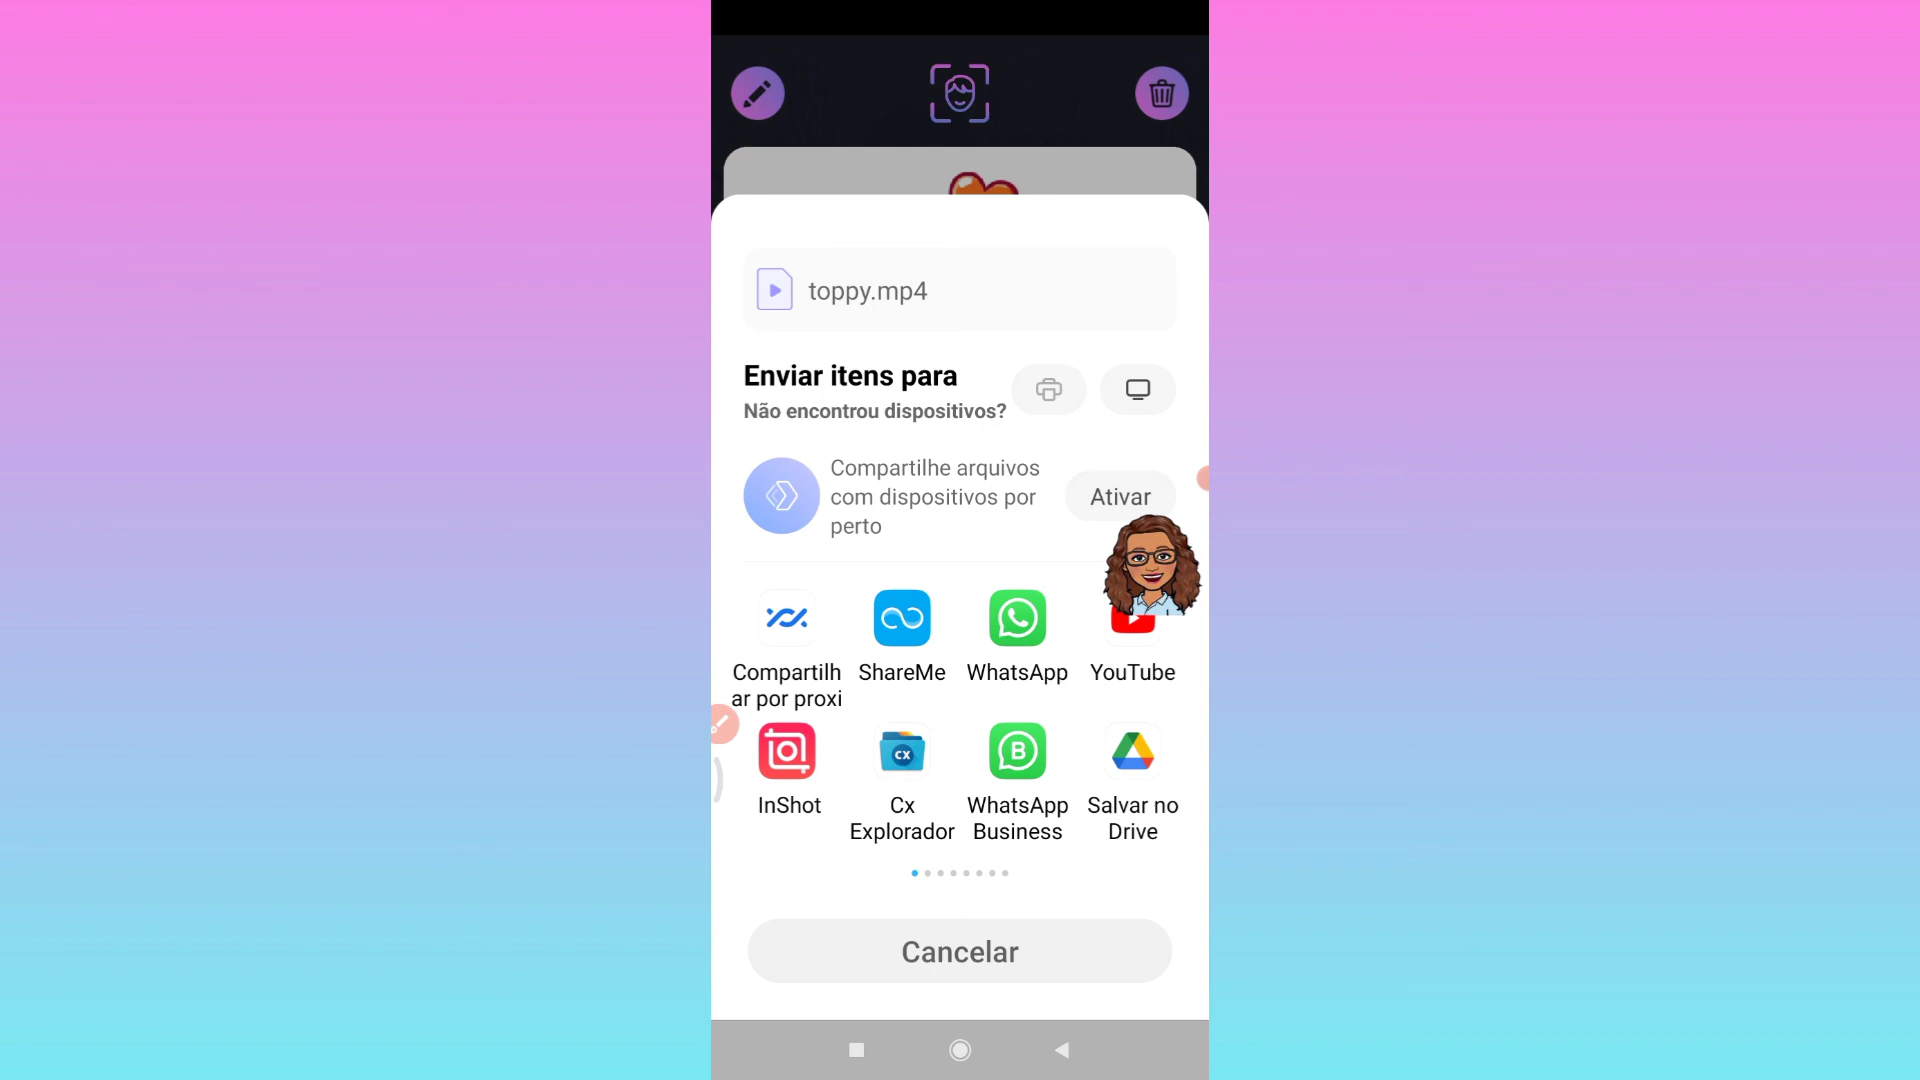 toppy.mp4
Enviar itens para
Não encontrou dispositivos?
Compartilhe arquivos
com dispositivos por
perto
Ativar
Compartilh
ar por proxi
ShareMe
WhatsApp
YouTube
InShot
CX
Cx
Explorador
B
WhatsApp
Business
Salvar no
Drive
Cancelar